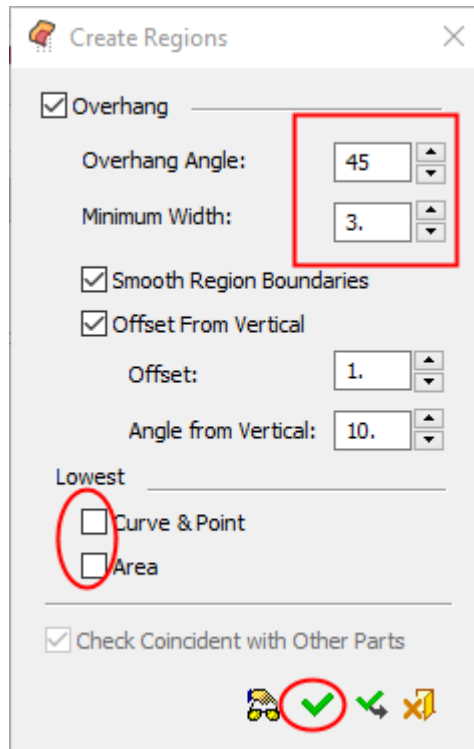 Create Regions
Overhang
Overhang Angle: 45
Minimum Width: 3.
Smooth Region Boundaries
Offset From Vertical
Offset: 1.
Angle from Vertical: 10.
Lowest
Curve & Point
Area
Check Coincident with Other Parts